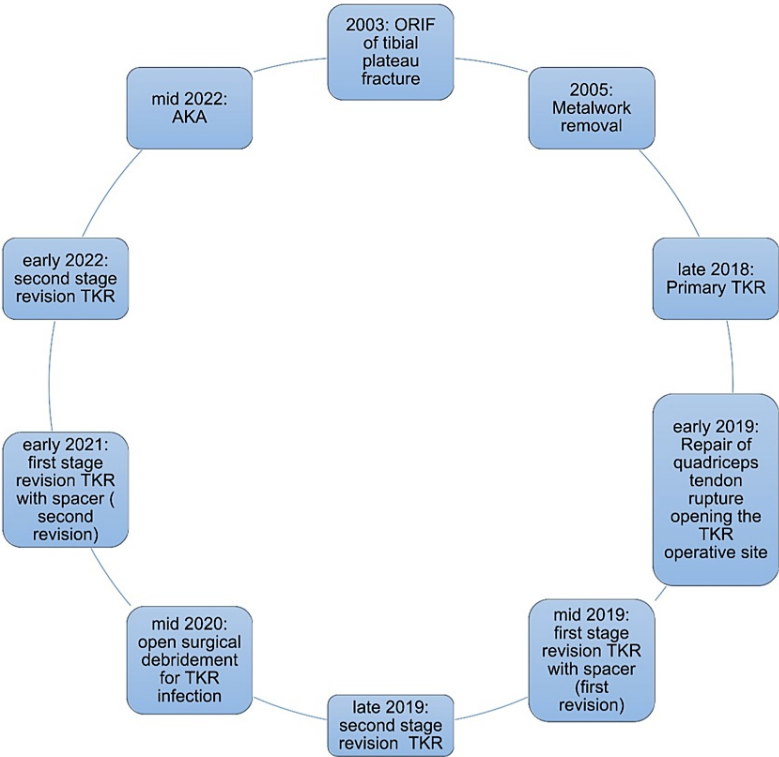 2003: ORIF
of tibial
plateau
fracture
2005:
Metalwork
removal
late 2018:
Primary TKR
early 2019:
Repair of
quadriceps
tendon
rupture
opening the
TKR
operative site
mid 2019:
first stage
revision TKR
with spacer
(first
revision)
late 2019:
second stage
revision TKR
mid 2020:
open surgical
debridement
for TKR
infection
early 2021:
first stage
revision TKR
with spacer (
second
revision)
early 2022:
second stage
revision TKR
mid 2022:
AKA